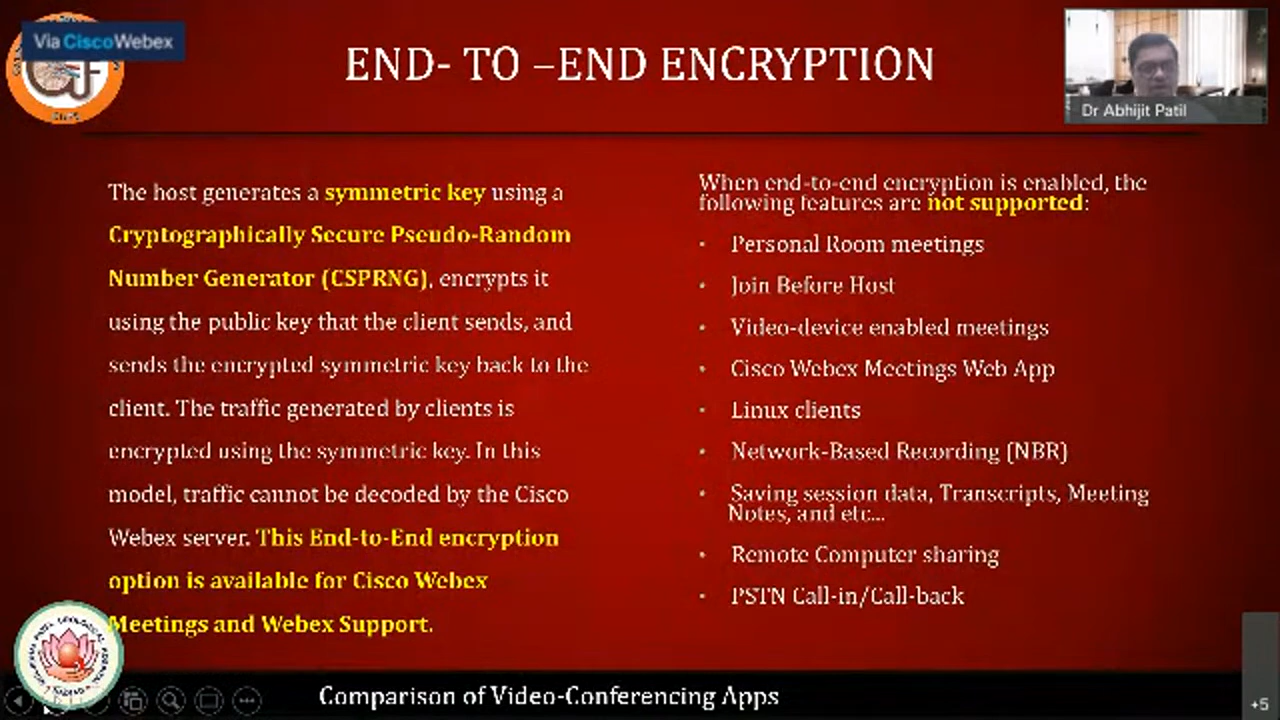 Via Cisco Webex
END- TO –END ENCRYPTION
Dr Abhijit Patil
The host generates a symmetric key using a
Cryptographically Secure Pseudo-Random
Number Generator (CSPRNG), encrypts it
using the public key that the client sends, and
sends the encrypted symmetric key back to the
client. The traffic generated by clients is
encrypted using the symmetric key. In this
model, traffic cannot be decoded by the Cisco
Webex server. This End-to-End encryption
option is available for Cisco Webex
Meetings and Webex Support.
When end-to-end encryption is enabled, the
following features are not supported:
• Personal Room meetings
• Join Before Host
• Video-device enabled meetings
• Cisco Webex Meetings Web App
• Linux clients
• Network-Based Recording (NBR)
• Saving session data, Transcripts, Meeting
Notes, and etc...
• Remote Computer sharing
• PSTN Call-in/Call-back
Comparison of Video-Conferencing Apps
+5